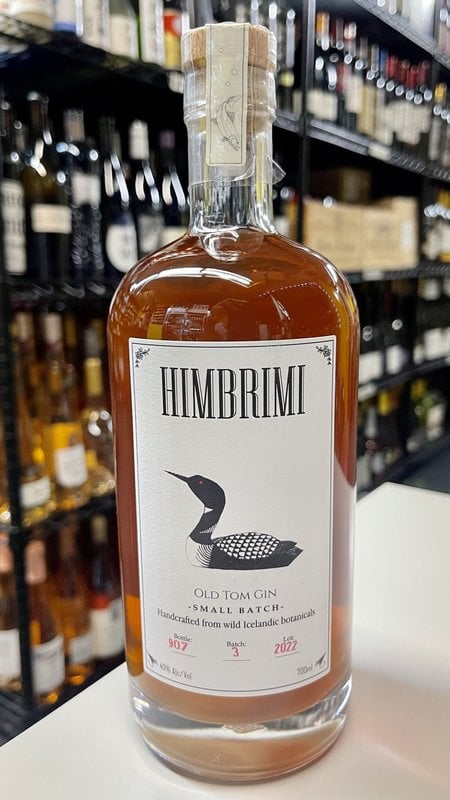 HIMBRIMI
OLD TOM GIN
-SMALL BATCH-
Handcrafted from wild Icelandic botanicals
Bottle: Batch: Lot:
907 3 2022
40% Alc/Vol. 700ml